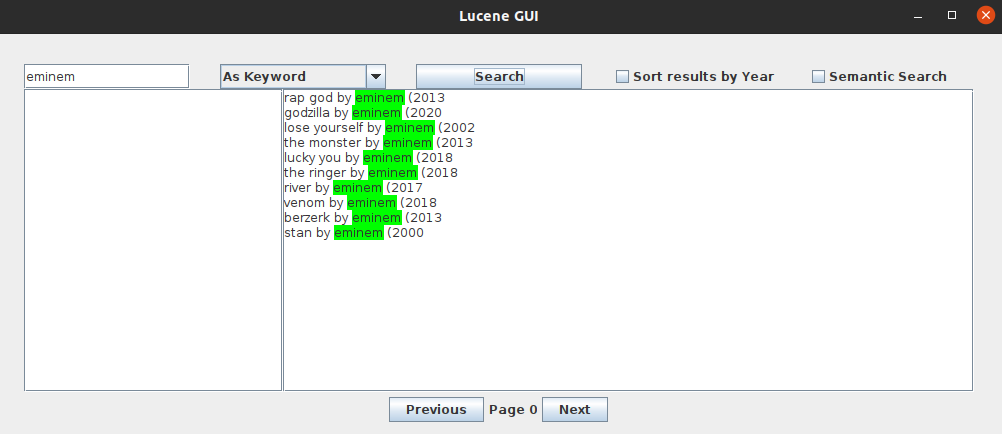 Lucene GUI
eminem As Keyword Search Sort results by Year Semantic Search
rap god by eminem (2013
godzilla by eminem (2020
lose yourself by eminem (2002
the monster by eminem (2013
lucky you by eminem (2018
the ringer by eminem (2018
river by eminem (2017
venom by eminem (2018
berzerk by eminem (2013
stan by eminem (2000
Previous Page 0 Next